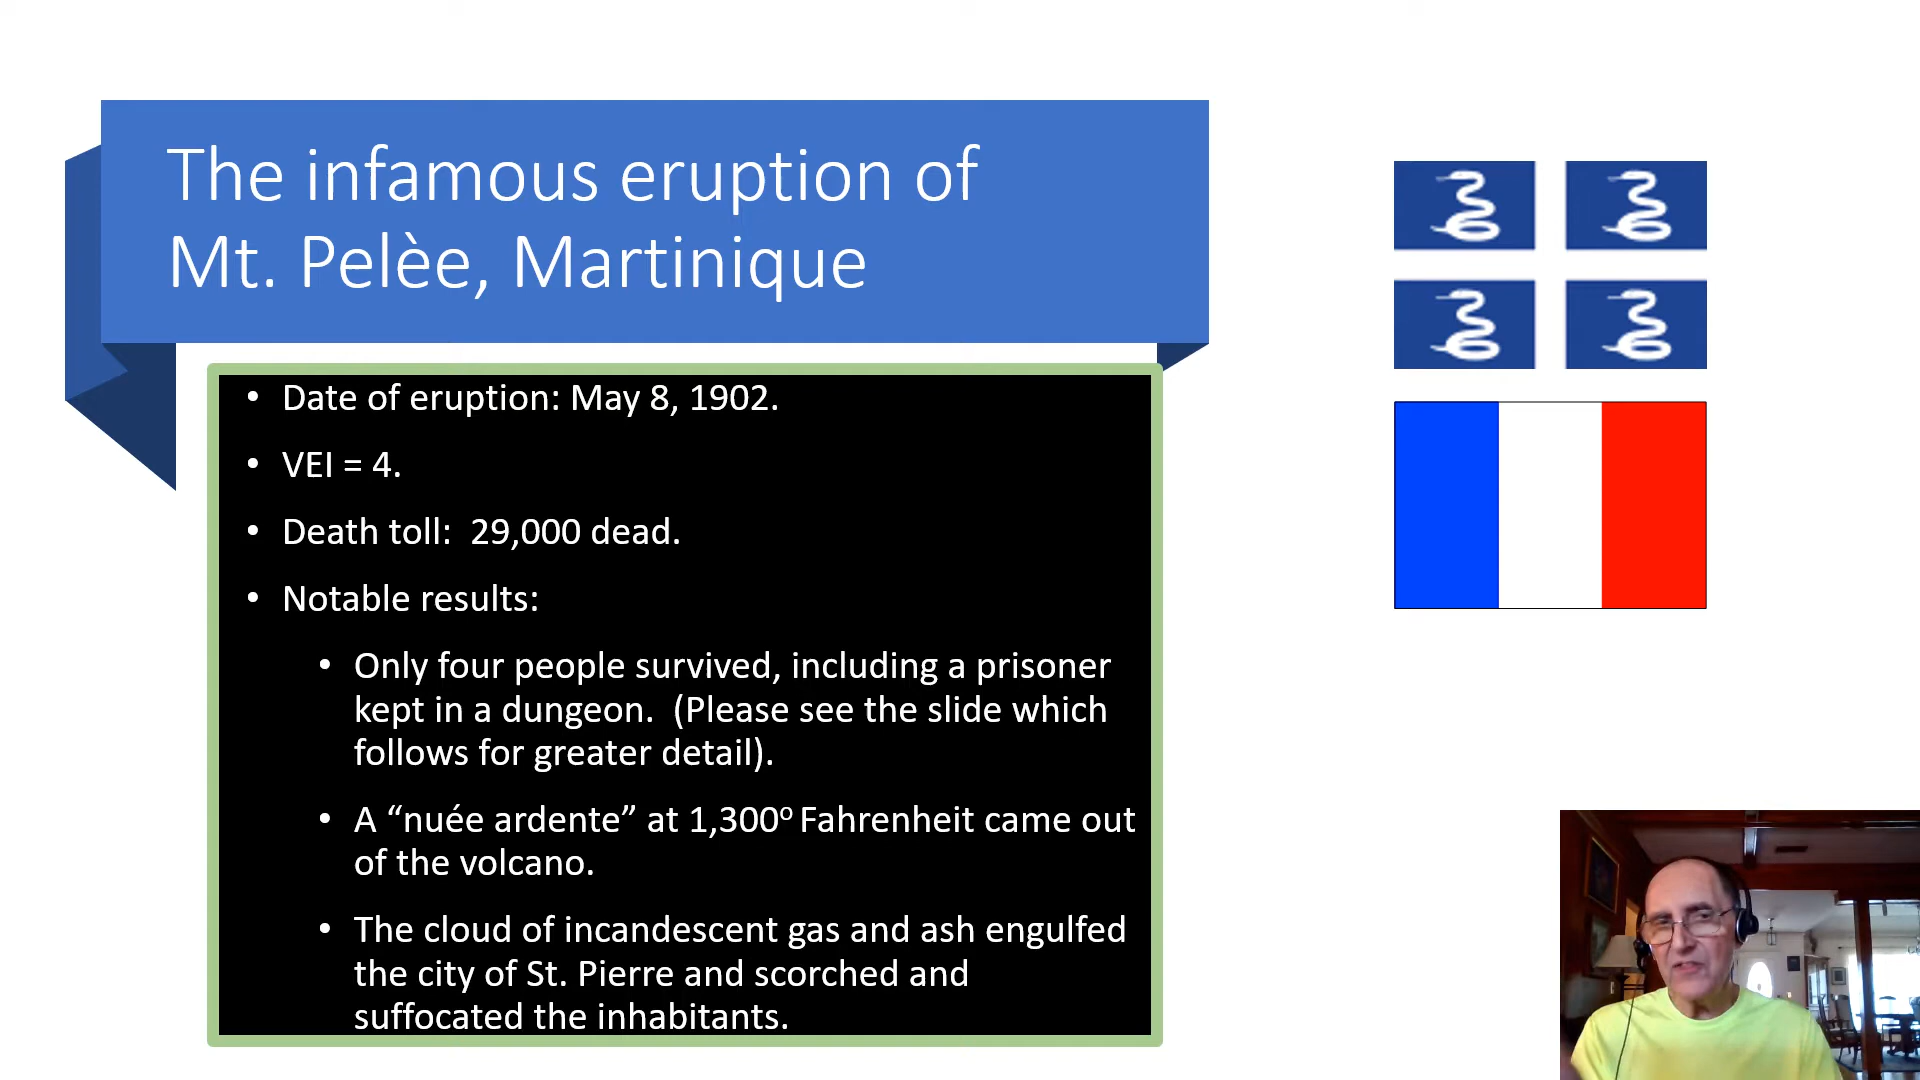 The infamous eruption of
Mt. Pelèe, Martinique
• Date of eruption: May 8, 1902.
• VEI = 4.
• Death toll:  29,000 dead.
• Notable results:
• Only four people survived, including a prisoner
kept in a dungeon.  (Please see the slide which
follows for greater detail).
• A “nuée ardente” at 1,300º Fahrenheit came out
of the volcano.
• The cloud of incandescent gas and ash engulfed
the city of St. Pierre and scorched and
suffocated the inhabitants.